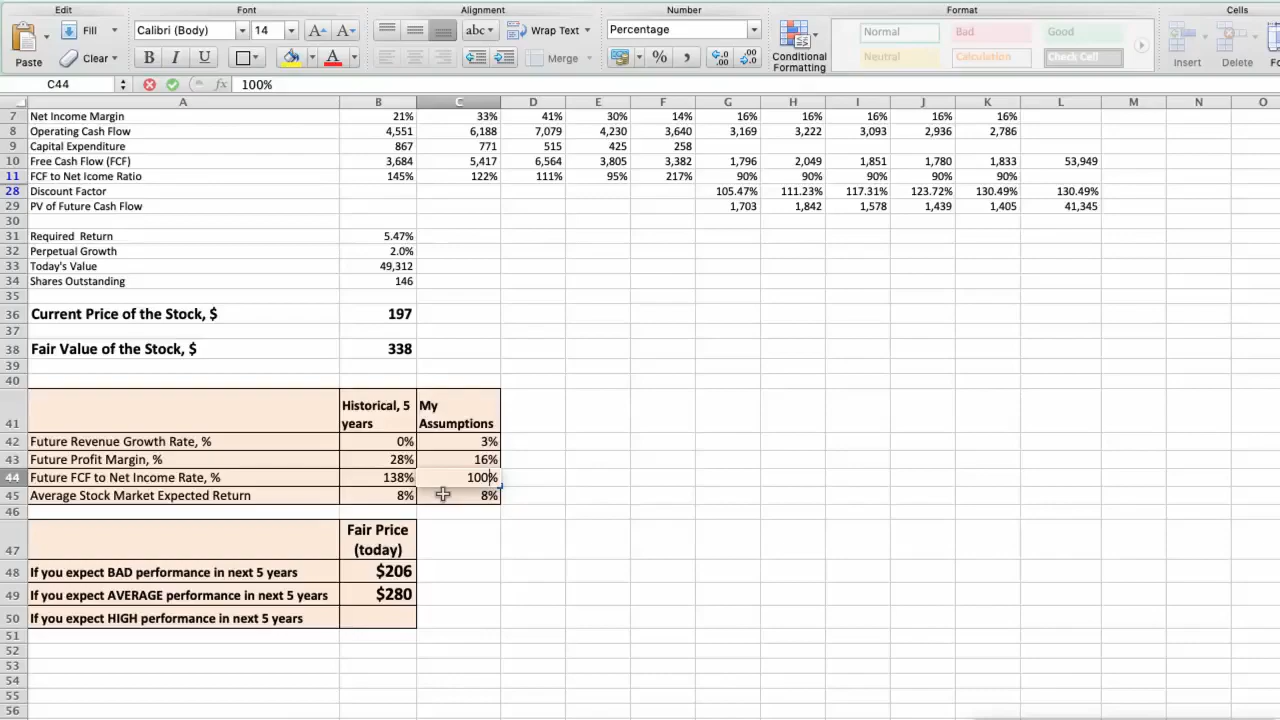 Edit Font Alignment Number Format Cells
Fill Calibri (Body) 14 A A abc Wrap Text Percentage Normal Bad Good
Paste Clear B I U A Merge % , .0 .00 .00 .0 Conditional Formatting Neutral Calculation Check Cell Insert Delete
C44 fx 100%
A B C D E F G H I J K L M N O
7 Net Income Margin 21% 33% 41% 30% 14% 16% 16% 16% 16% 16%
8 Operating Cash Flow 4,551 6,188 7,079 4,230 3,640 3,169 3,222 3,093 2,936 2,786
9 Capital Expenditure 867 771 515 425 258
10 Free Cash Flow (FCF) 3,684 5,417 6,564 3,805 3,382 1,796 2,049 1,851 1,780 1,833 53,949
11 FCF to Net Icome Ratio 145% 122% 111% 95% 217% 90% 90% 90% 90% 90%
28 Discount Factor 105.47% 111.23% 117.31% 123.72% 130.49% 130.49%
29 PV of Future Cash Flow 1,703 1,842 1,578 1,439 1,405 41,345
30
31 Required Return 5.47%
32 Perpetual Growth 2.0%
33 Today's Value 49,312
34 Shares Outstanding 146
35
36 Current Price of the Stock, $ 197
37
38 Fair Value of the Stock, $ 338
39
40
41 Historical, 5 years My Assumptions
42 Future Revenue Growth Rate, % 0% 3%
43 Future Profit Margin, % 28% 16%
44 Future FCF to Net Income Rate, % 138% 100%
45 Average Stock Market Expected Return 8% 8%
46
47 Fair Price (today)
48 If you expect BAD performance in next 5 years $206
49 If you expect AVERAGE performance in next 5 years $280
50 If you expect HIGH performance in next 5 years
51
52
53
54
55
56